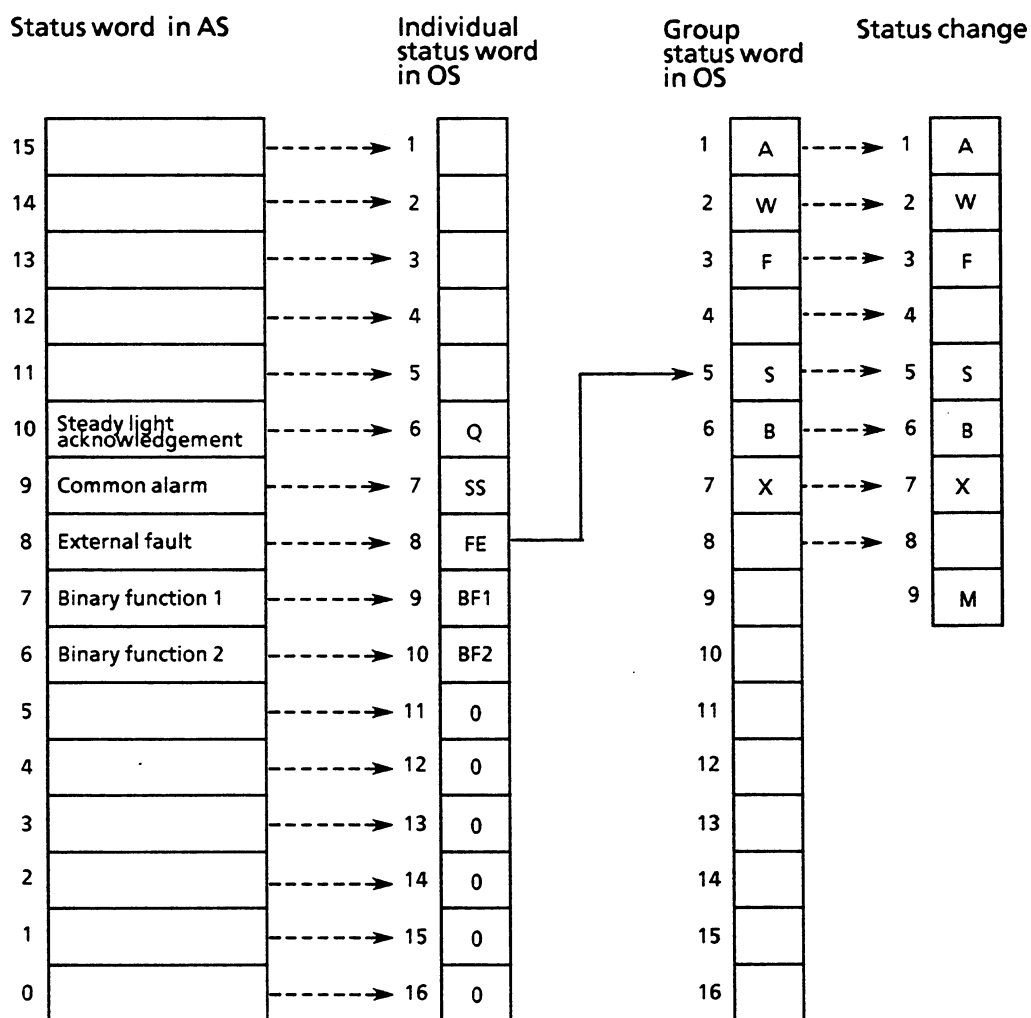 Status word in AS
Individual
status word
in OS
Group
status word
in OS
Status change
15 1 1 A 1 A
14 2 2 W 2 W
13 3 3 F 3 F
12 4 4 4
11 5 5 S 5 S
10 Steady light
acknowledgement 6 Q 6 B 6 B
9 Common alarm 7 SS 7 X 7 X
8 External fault 8 FE 8 8
7 Binary function 1 9 BF1 9 9 M
6 Binary function 2 10 BF2 10
5 11 0 11
4 12 0 12
3 13 0 13
2 14 0 14
1 15 0 15
0 16 0 16